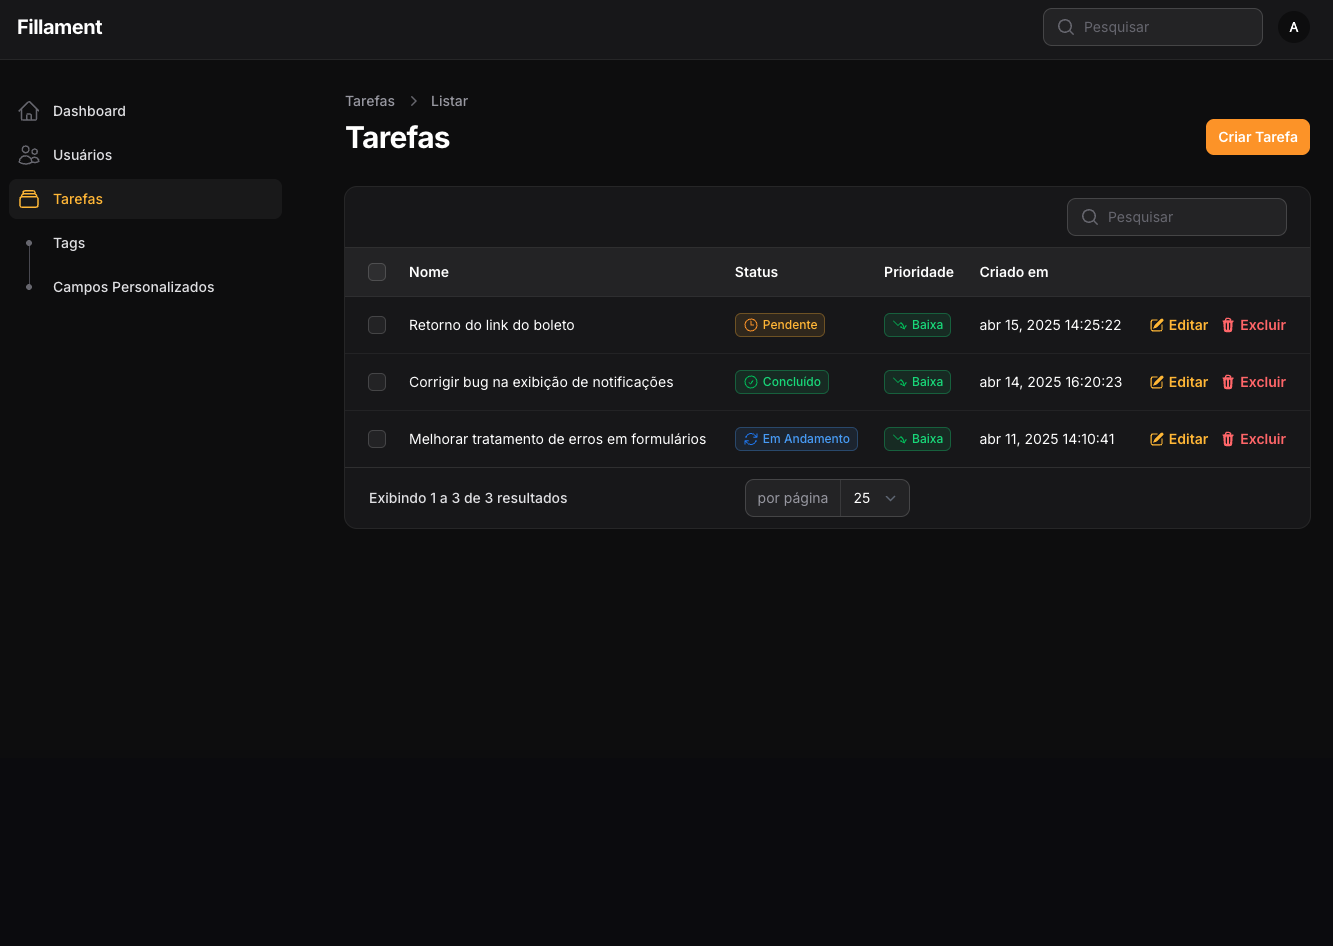 Fillament
Pesquisar
A
Dashboard
Usuários
Tarefas
Tags
Campos Personalizados
Tarefas > Listar
Tarefas
Criar Tarefa
Pesquisar
Nome Status Prioridade Criado em
Retorno do link do boleto Pendente Baixa abr 15, 2025 14:25:22 Editar Excluir
Corrigir bug na exibição de notificações Concluído Baixa abr 14, 2025 16:20:23 Editar Excluir
Melhorar tratamento de erros em formulários Em Andamento Baixa abr 11, 2025 14:10:41 Editar Excluir
Exibindo 1 a 3 de 3 resultados por página 25